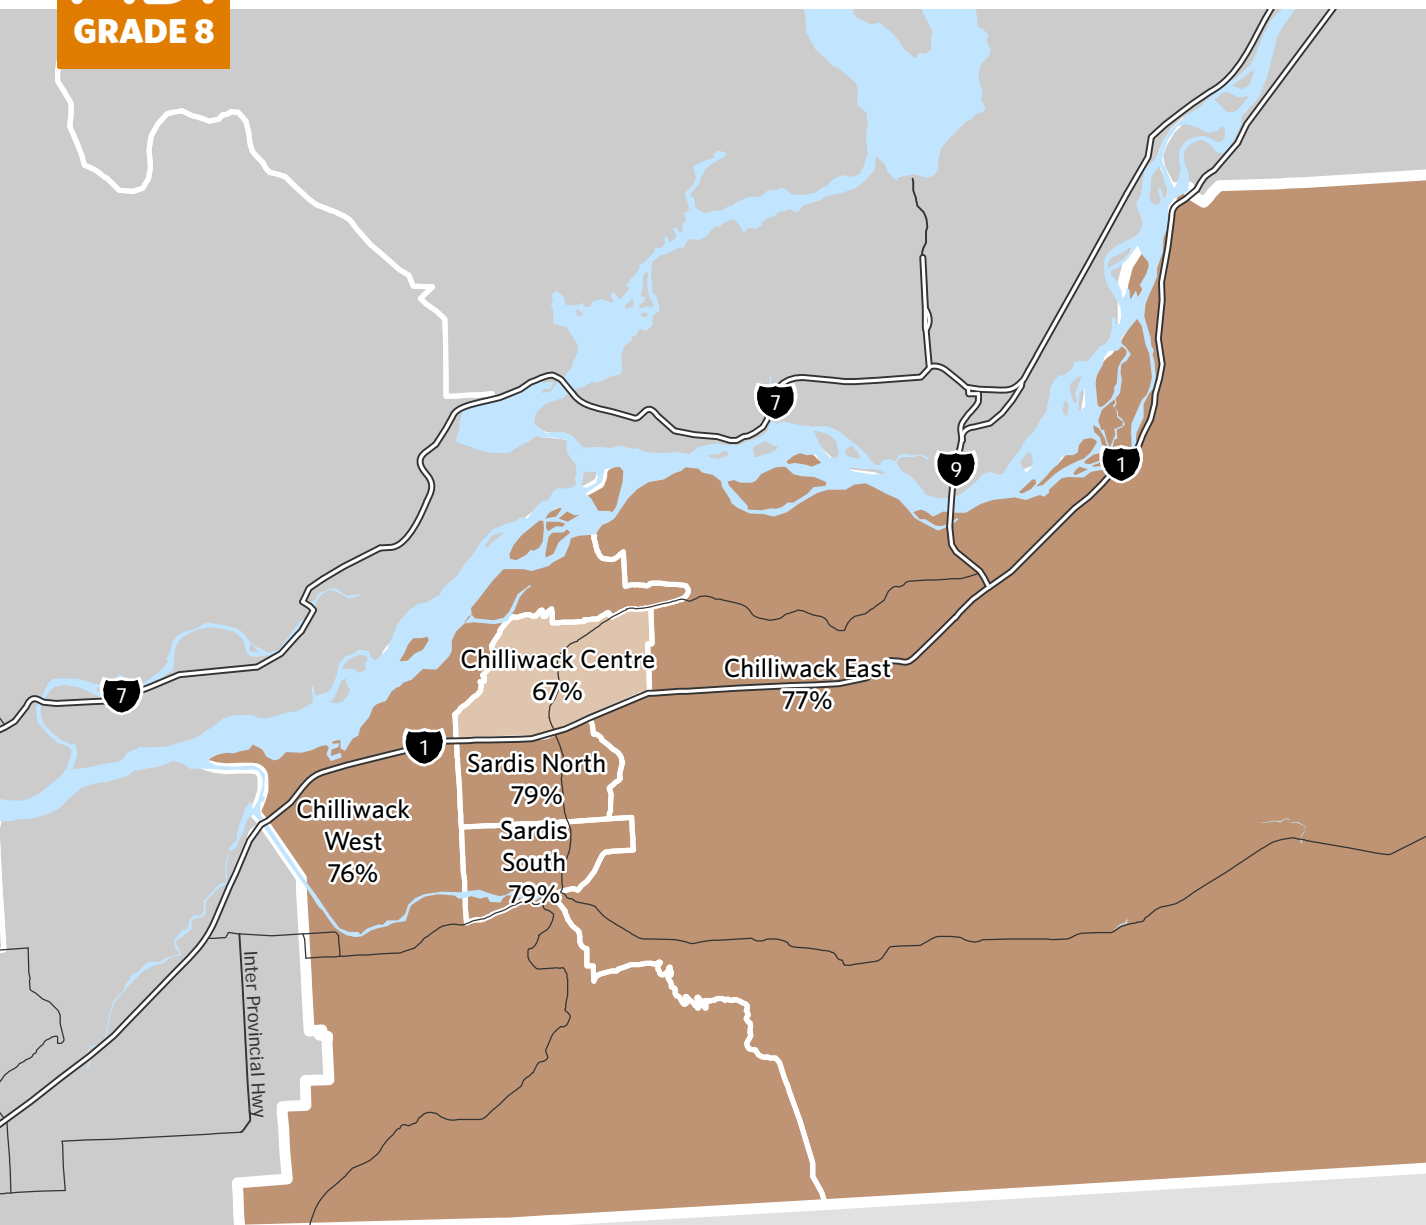 GRADE 8
7
9
1
Chilliwack Centre
67%
Chilliwack East
77%
7
1
Sardis North
79%
Chilliwack
West
76%
Sardis
South
79%
Inter Provincial Hwy